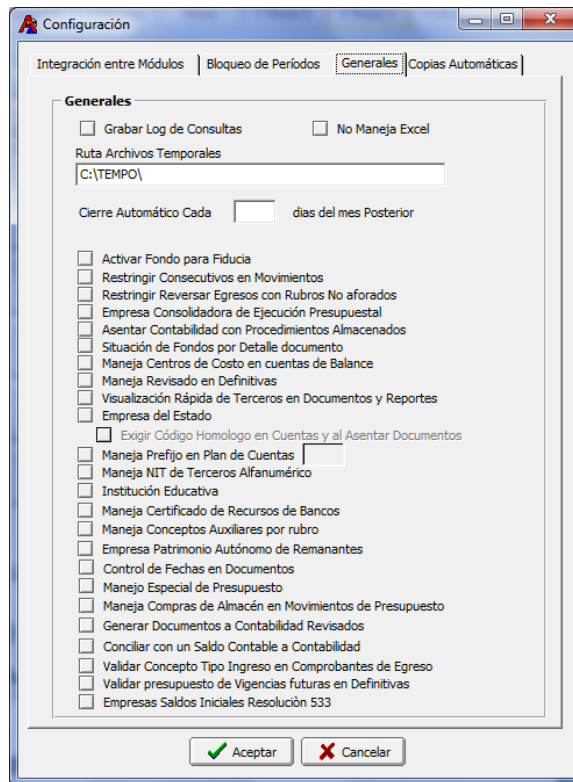 Configuración
Integración entre Módulos Bloqueo de Períodos Generales Copias Automáticas
Generales
Grabar Log de Consultas No Maneja Excel
Ruta Archivos Temporales
C:\TEMPO\
Cierre Automático Cada dias del mes Posterior
Activar Fondo para Fiducia
Restringir Consecutivos en Movimientos
Restringir Reversar Egresos con Rubros No aforados
Empresa Consolidadora de Ejecución Presupuestal
Asentar Contabilidad con Procedimientos Almacenados
Situación de Fondos por Detalle documento
Maneja Centros de Costo en cuentas de Balance
Maneja Revisado en Definitivas
Visualización Rápida de Terceros en Documentos y Reportes
Empresa del Estado
Exigir Código Homologo en Cuentas y al Asentar Documentos
Maneja Prefijo en Plan de Cuentas
Maneja NIT de Terceros Alfanumérico
Institución Educativa
Maneja Certificado de Recursos de Bancos
Maneja Conceptos Auxiliares por rubro
Empresa Patrimonio Autónomo de Remanantes
Control de Fechas en Documentos
Manejo Especial de Presupuesto
Maneja Compras de Almacén en Movimientos de Presupuesto
Generar Documentos a Contabilidad Revisados
Conciliar con un Saldo Contable a Contabilidad
Validar Concepto Tipo Ingreso en Comprobantes de Egreso
Validar presupuesto de Vigencias futuras en Definitivas
Empresas Saldos Iniciales Resoluciòn 533
Aceptar Cancelar